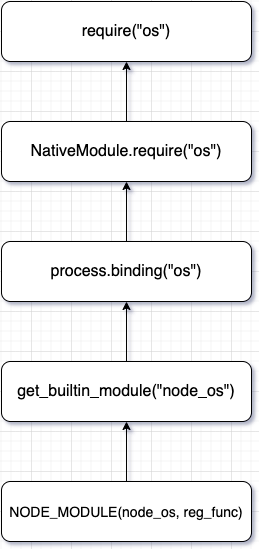 require("os")
NativeModule.require("os")
process.binding("os")
get_builtin_module("node_os")
NODE_MODULE(node_os, reg_func)